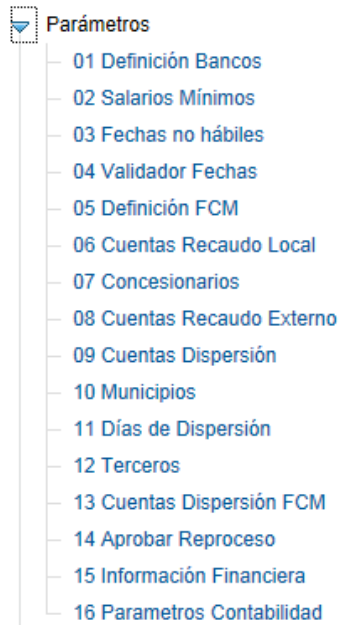 Parámetros
01 Definición Bancos
02 Salarios Mínimos
03 Fechas no hábiles
04 Validador Fechas
05 Definición FCM
06 Cuentas Recaudo Local
07 Concesionarios
08 Cuentas Recaudo Externo
09 Cuentas Dispersión
10 Municipios
11 Días de Dispersión
12 Terceros
13 Cuentas Dispersión FCM
14 Aprobar Reproceso
15 Información Financiera
16 Parametros Contabilidad